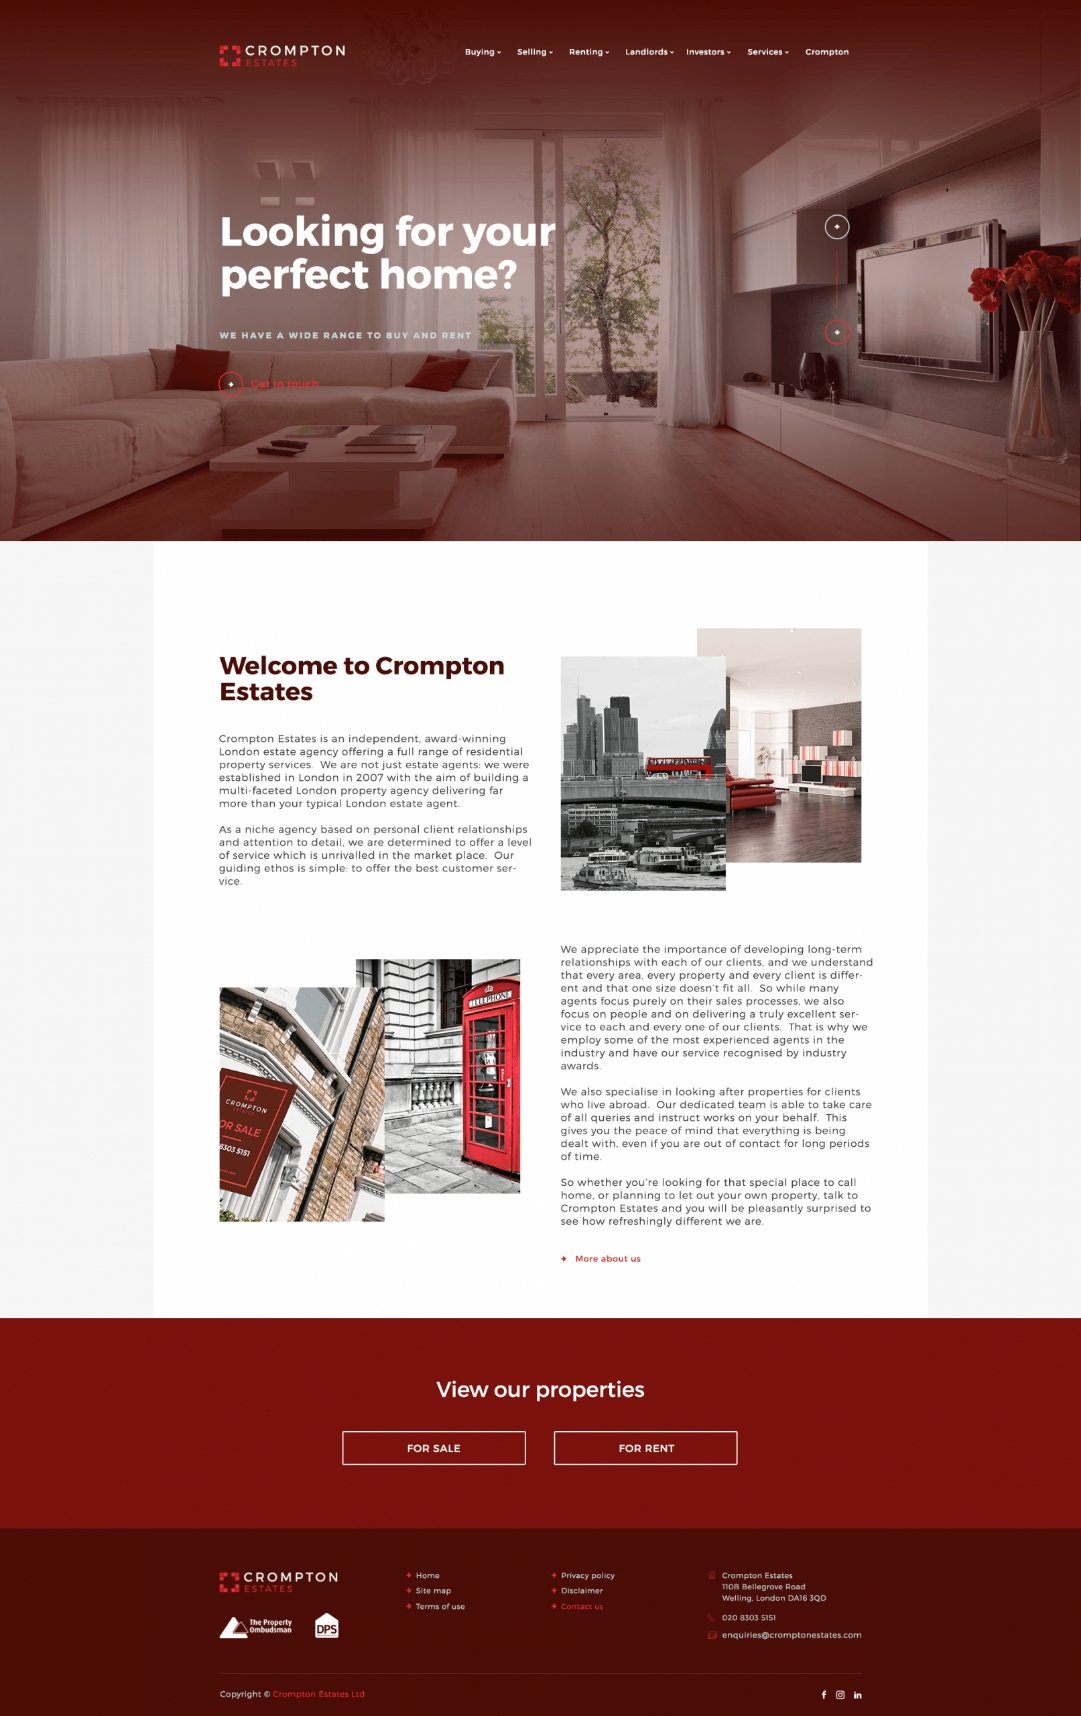 CROMPTON
ESTATES
Buying
Selling
Renting
Landlords
Investors
Services
Crompton
Looking for your
perfect home?
WE HAVE A WIDE RANGE TO BUY AND RENT
Get in touch
Welcome to Crompton
Estates
Crompton Estates is an independent, award-winning
London estate agency offering a full range of residential
property services. We are not just estate agents: we were
established in London in 2007 with the aim of building a
multi-faceted London property agency delivering far
more than your typical London estate agent.
As a niche agency based on personal client relationships
and attention to detail, we are determined to offer a level
of service which is unrivalled in the market place. Our
guiding ethos is simple: to offer the best customer ser-
vice.
TELEPHONE
CROMPTON
ESTATES
OR SALE
8303 5151
We appreciate the importance of developing long-term
relationships with each of our clients, and we understand
that every area, every property and every client is differ-
ent and that one size doesn't fit all. So while many
agents focus purely on their sales processes, we also
focus on people and on delivering a truly excellent ser-
vice to each and every one of our clients. That is why we
employ some of the most experienced agents in the
industry and have our service recognised by industry
awards.
We also specialise in looking after properties for clients
who live abroad. Our dedicated team is able to take care
of all queries and instruct works on your behalf. This
gives you the peace of mind that everything is being
dealt with, even if you are out of contact for long periods
of time.
So whether you're looking for that special place to call
home, or planning to let out your own property, talk to
Crompton Estates and you will be pleasantly surprised to
see how refreshingly different we are.
More about us
View our properties
FOR SALE
FOR RENT
CROMPTON
ESTATES
The Property
Ombudsman
DPS
Home
Site map
Terms of use
Privacy policy
Disclaimer
Contact us
Crompton Estates
110B Bellegrove Road
Welling, London DA16 3QD
020 8303 5151
enquiries@cromptonestates.com
Copyright © Crompton Estates Ltd